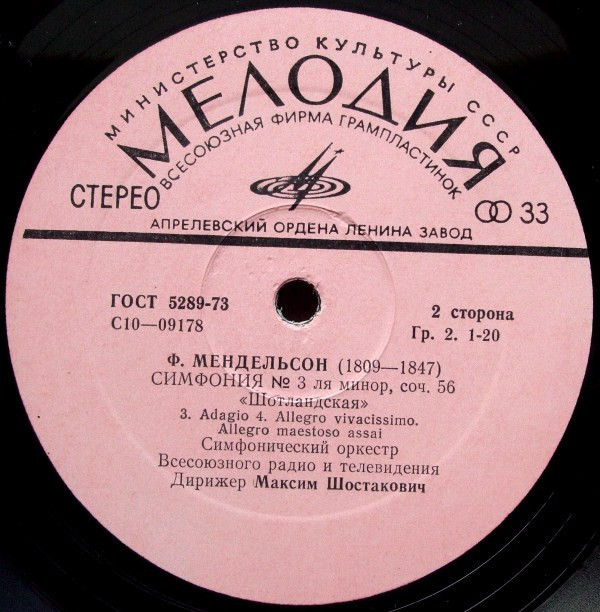 МИНИСТЕРСТВО КУЛЬТУРЫ СССР
МЕЛОДИЯ
ВСЕСОЮЗНАЯ ФИРМА ГРАМПЛАСТИНОК
СТЕРЕО
33
АПРЕЛЕВСКИЙ ОРДЕНА ЛЕНИНА ЗАВОД
ГОСТ 5289-73
2 сторона
С10—09178
Гр. 2. 1-20
Ф. МЕНДЕЛЬСОН (1809—1847)
СИМФОНИЯ № 3 ля минор, соч. 56
«Шотландская»
3. Adagio 4. Allegro vivacissimo.
Allegro maestoso assai
Симфонический оркестр
Всесоюзного радио и телевидения
Дирижер Максим Шостакович